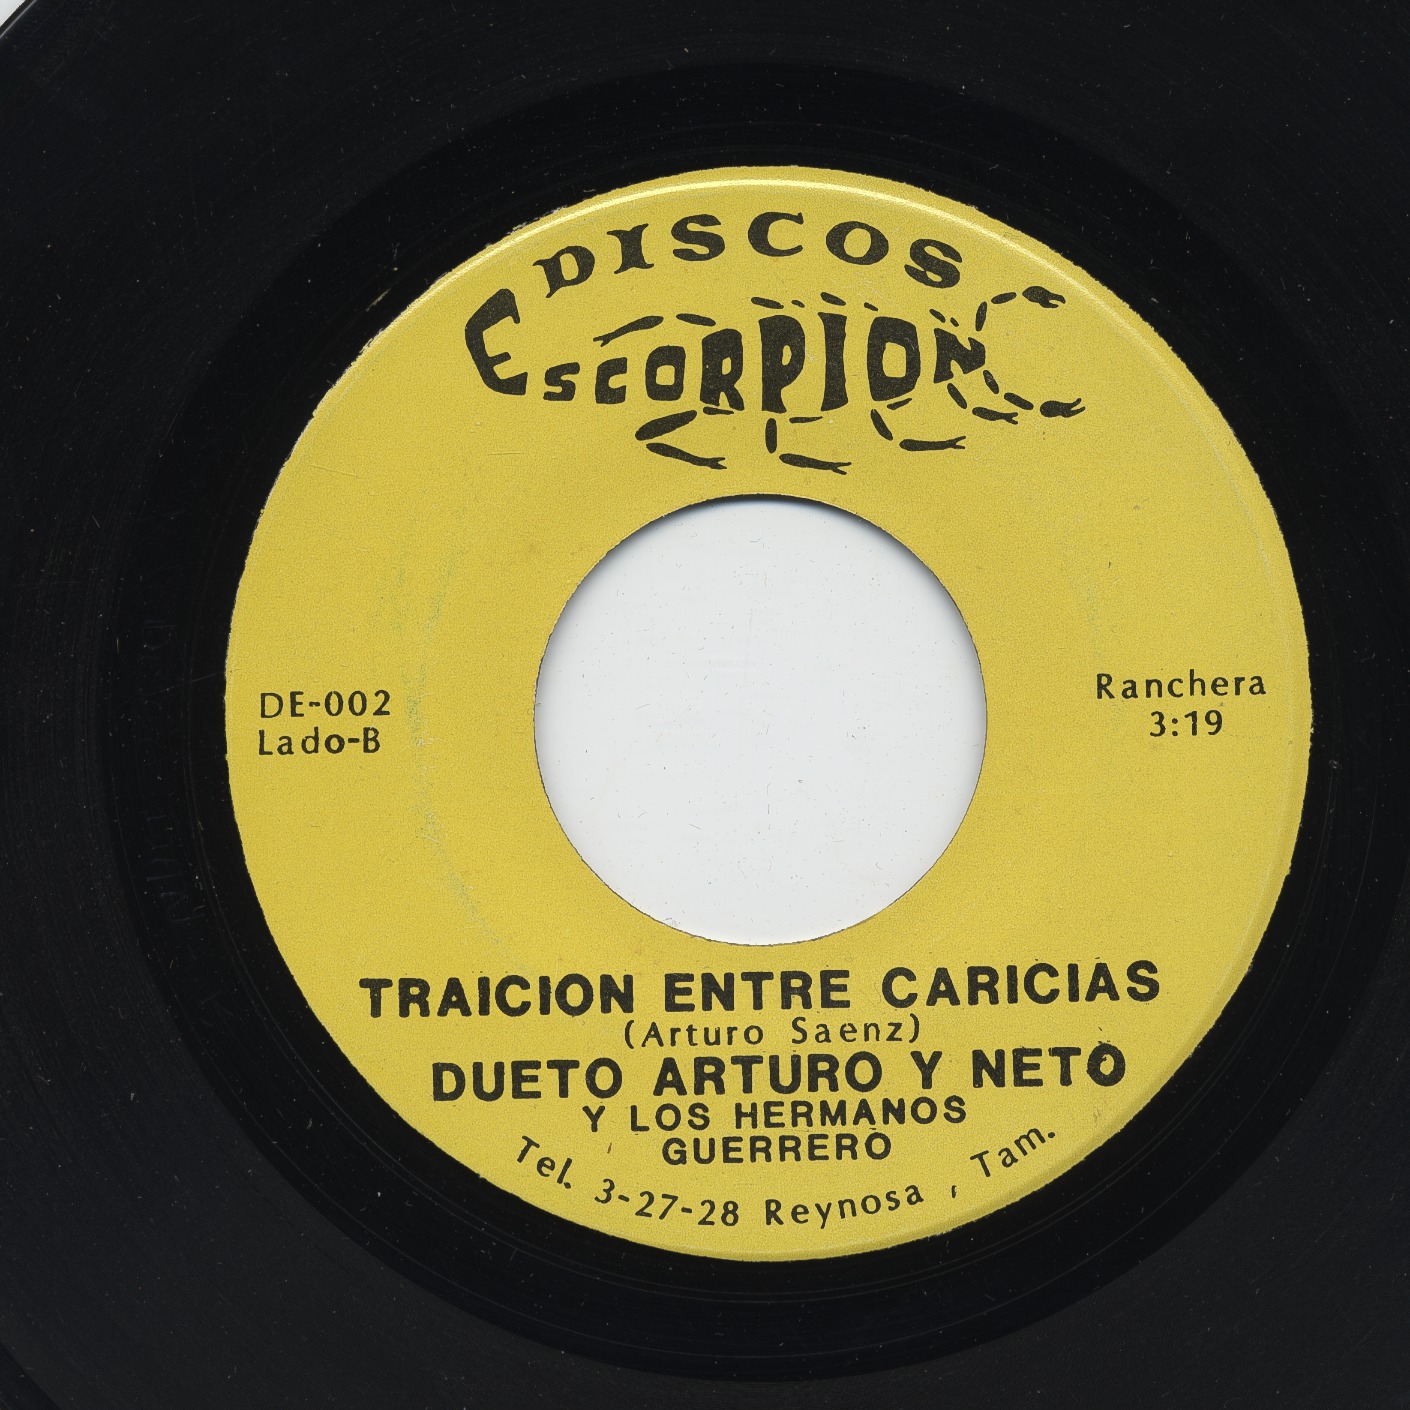 DISCOS
ESCORPION
DE-002
Lado-B
Ranchera
3:19
TRAICION ENTRE CARICIAS
(Arturo Saenz)
DUETO ARTURO Y NETO
Y LOS HERMANOS
GUERRERO
Tel. 3-27-28 Reynosa , Tam.